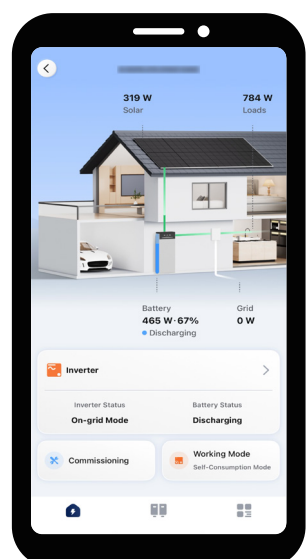 319 W
784 W
Solar
Loads
Battery
Grid
465 W·67%
0 W
Discharging
Inverter
Inverter Status
Battery Status
On-grid Mode
Discharging
Commissioning
Working Mode
Self-Consumption Mode